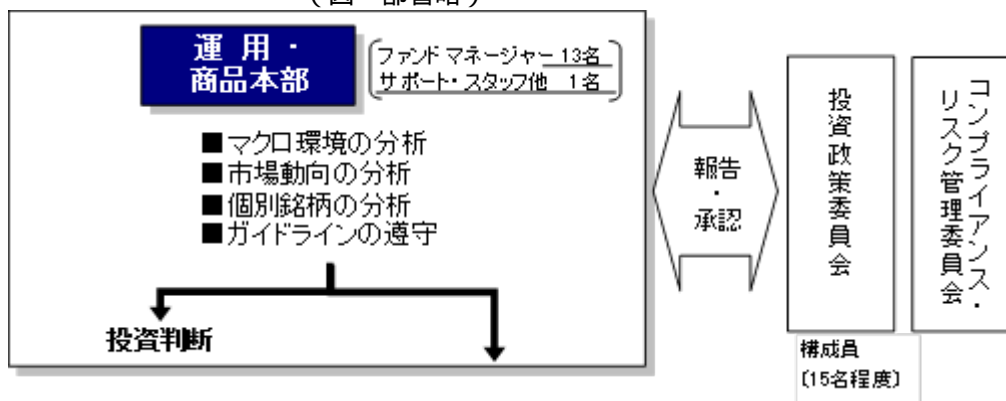 (図一部省略)
運 用 ・
商品本部
ファンド マネージャー 13名
サポート・スタッフ他 1名
■マクロ環境の分析
■市場動向の分析
■個別銘柄の分析
■ガイドラインの遵守
投資判断
報告
・
承認
投資政策委員会
コンプライアンス・
リスク管理委員会
構成員
(15名程度)